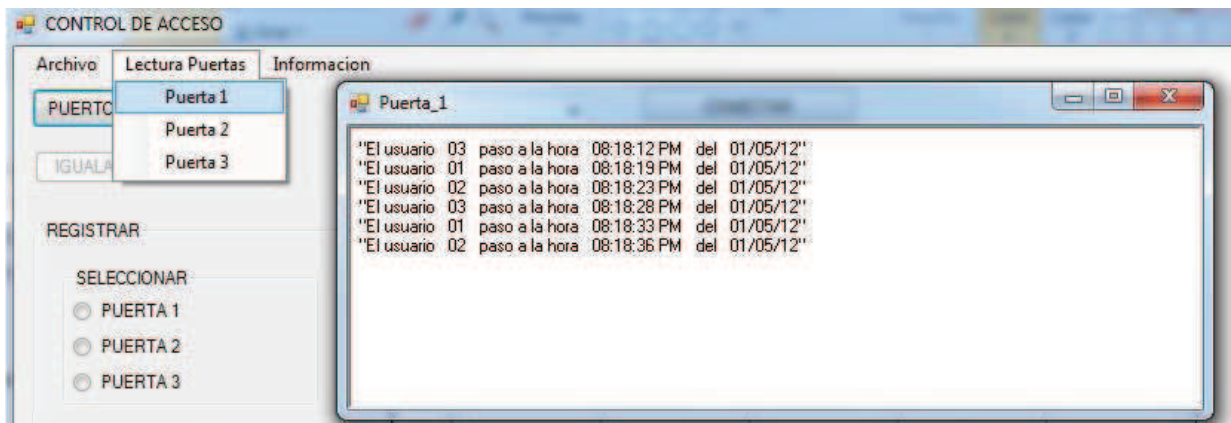 CONTROL DE ACCESO
Archivo Lectura Puertas Informacion
PUERTO
Puerta 1
Puerta 2
Puerta 3
IGUALA
REGISTRAR
SELECCIONAR
PUERTA 1
PUERTA 2
PUERTA 3
Puerta_1
"El usuario 03 paso a la hora 08:18:12 PM del 01/05/12"
"El usuario 01 paso a la hora 08:18:19 PM del 01/05/12"
"El usuario 02 paso a la hora 08:18:23 PM del 01/05/12"
"El usuario 03 paso a la hora 08:18:28 PM del 01/05/12"
"El usuario 01 paso a la hora 08:18:33 PM del 01/05/12"
"El usuario 02 paso a la hora 08:18:36 PM del 01/05/12"